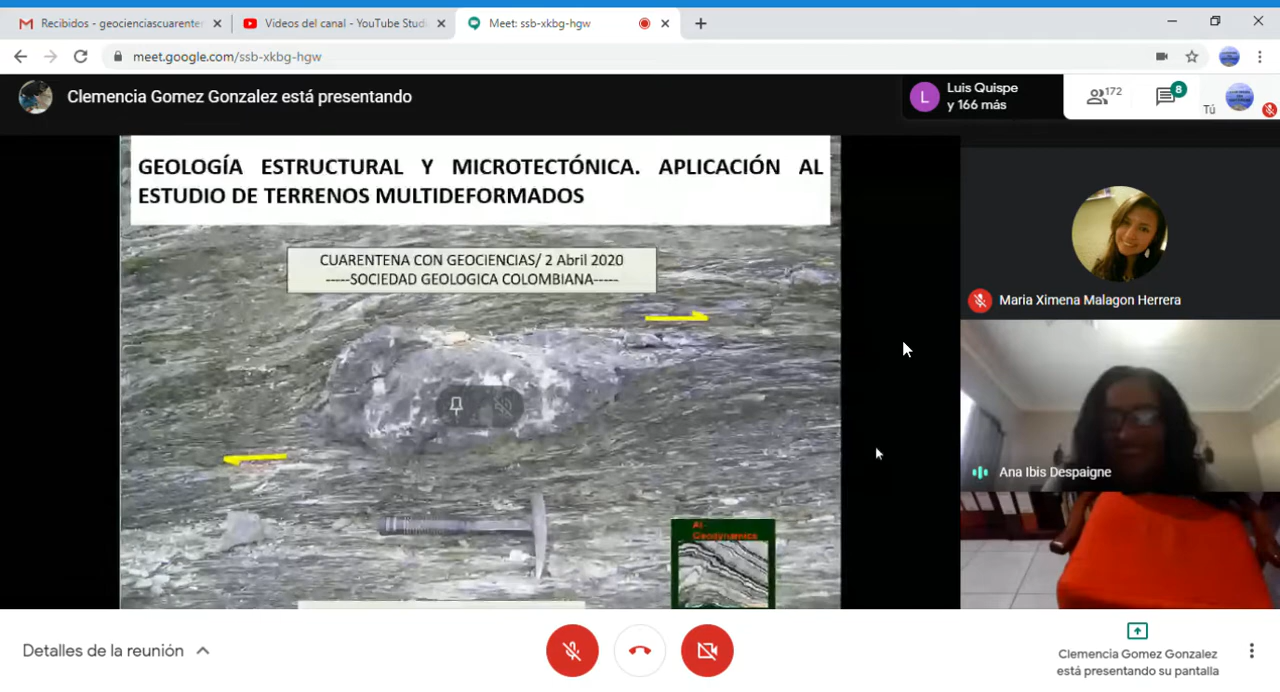 Recibidos - geocienciascuarente
Videos del canal - YouTube Stud
Meet: ssb-xkbg-hgw
meet.google.com/ssb-xkbg-hgw
Clemencia Gomez Gonzalez está presentando
L
Luis Quispe
y 166 más
172
8
Tú
GEOLOGÍA ESTRUCTURAL Y MICROTECTÓNICA. APLICACIÓN AL
ESTUDIO DE TERRENOS MULTIDEFORMADOS
CUARENTENA CON GEOCIENCIAS/ 2 Abril 2020
-----SOCIEDAD GEOLOGICA COLOMBIANA-----
Maria Ximena Malagon Herrera
Ana Ibis Despaigne
Detalles de la reunión
Clemencia Gomez Gonzalez
está presentando su pantalla